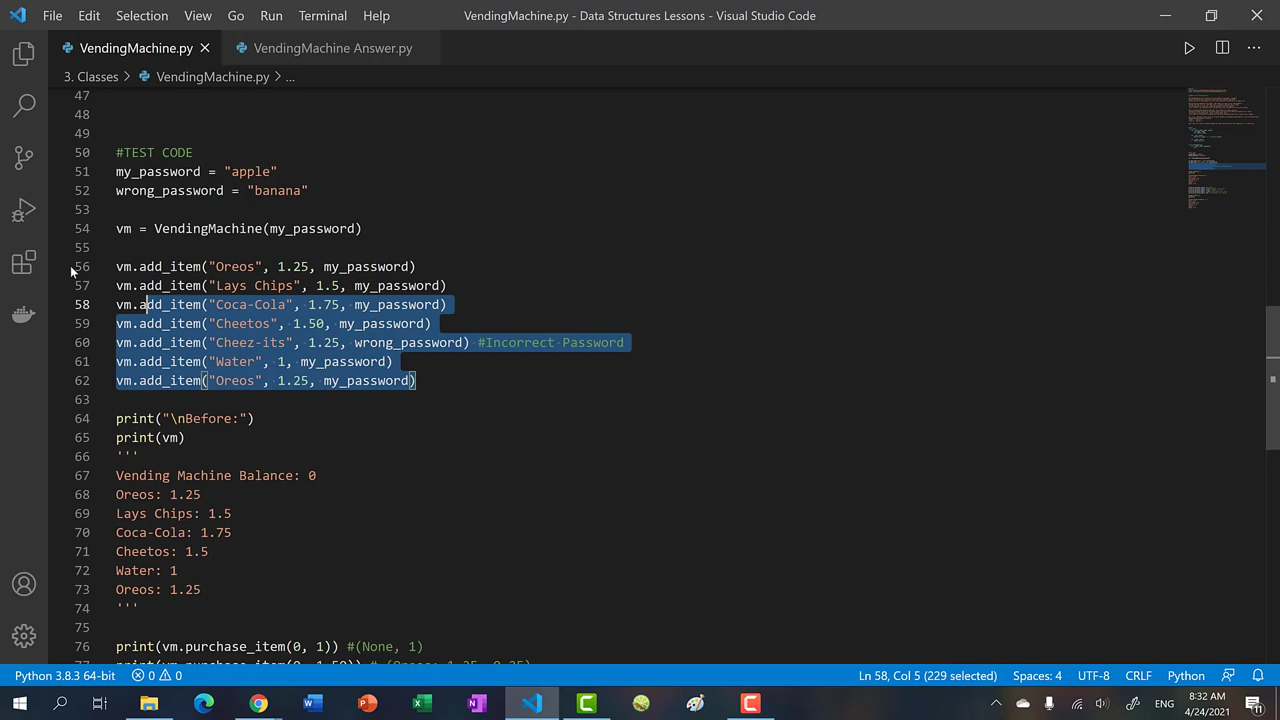 File Edit Selection View Go Run Terminal Help VendingMachine.py - Data Structures Lessons - Visual Studio Code
VendingMachine.py VendingMachine Answer.py
3. Classes > VendingMachine.py > ...
47
48
49
50 #TEST CODE
51 my_password = "apple"
52 wrong_password = "banana"
53
54 vm = VendingMachine(my_password)
55
56 vm.add_item("Oreos", 1.25, my_password)
57 vm.add_item("Lays Chips", 1.5, my_password)
58 vm.add_item("Coca-Cola", 1.75, my_password)
59 vm.add_item("Cheetos", 1.50, my_password)
60 vm.add_item("Cheez-its", 1.25, wrong_password) #Incorrect Password
61 vm.add_item("Water", 1, my_password)
62 vm.add_item("Oreos", 1.25, my_password)
63
64 print("\nBefore:")
65 print(vm)
66 '''
67 Vending Machine Balance: 0
68 Oreos: 1.25
69 Lays Chips: 1.5
70 Coca-Cola: 1.75
71 Cheetos: 1.5
72 Water: 1
73 Oreos: 1.25
74 '''
75
76 print(vm.purchase_item(0, 1)) #(None, 1)
Python 3.8.3 64-bit 0 0 Ln 58, Col 5 (229 selected) Spaces: 4 UTF-8 CRLF Python
ENG 8:32 AM
4/24/2021